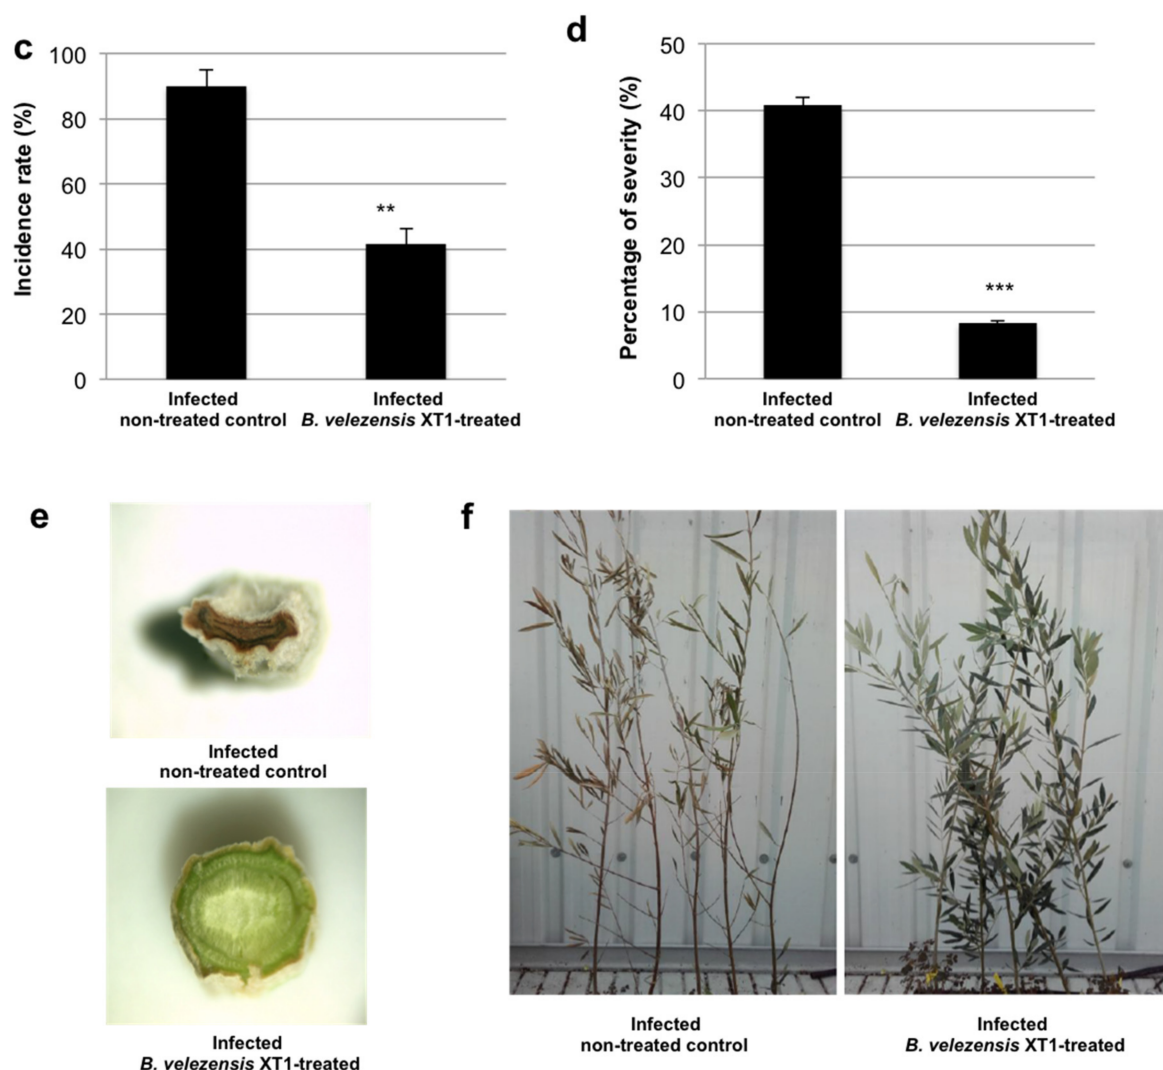 c
Incidence rate (%)
100
80
60
40
20
0
**
Infected
non-treated control
Infected
B. velezensis XT1-treated
d
Percentage of severity (%)
50
40
30
20
10
0
***
Infected
non-treated control
Infected
B. velezensis XT1-treated
e
Infected
non-treated control
Infected
B. velezensis XT1-treated
f
Infected
non-treated control
Infected
B. velezensis XT1-treated